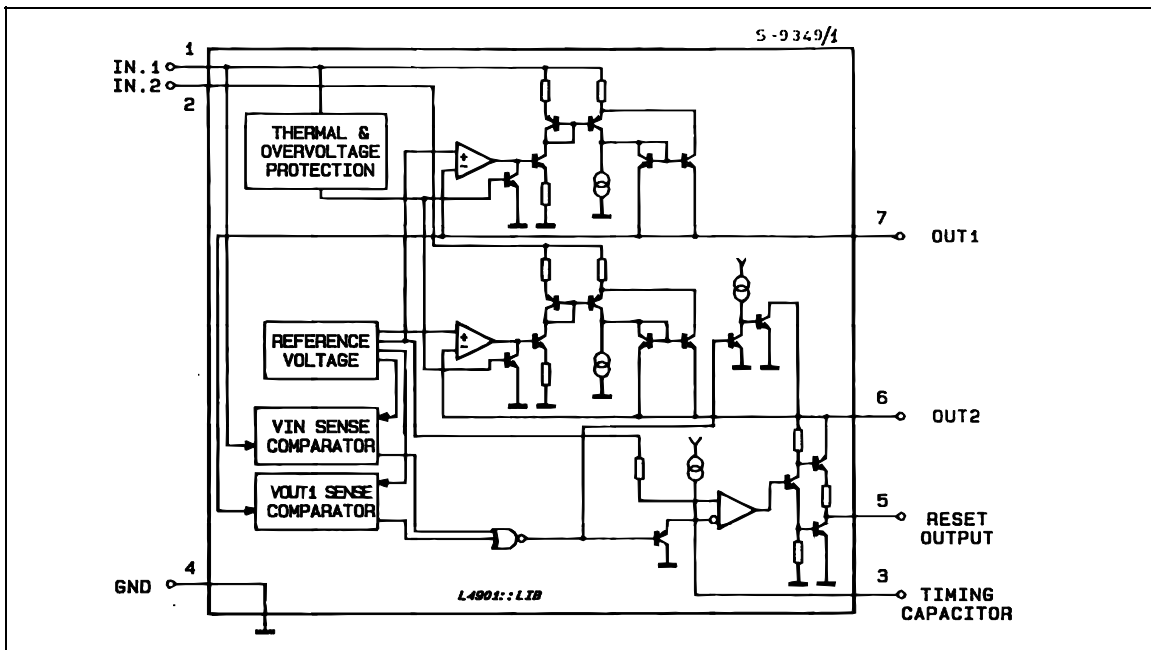 S-9349/1
1
IN.1
IN.2
2
THERMAL &
OVERVOLTAGE
PROTECTION
+
-
7
OUT1
REFERENCE
VOLTAGE
+
-
6
OUT2
VIN SENSE
COMPARATOR
VOUT1 SENSE
COMPARATOR
5
RESET
OUTPUT
4
GND
3
TIMING
CAPACITOR
L4901::LIB